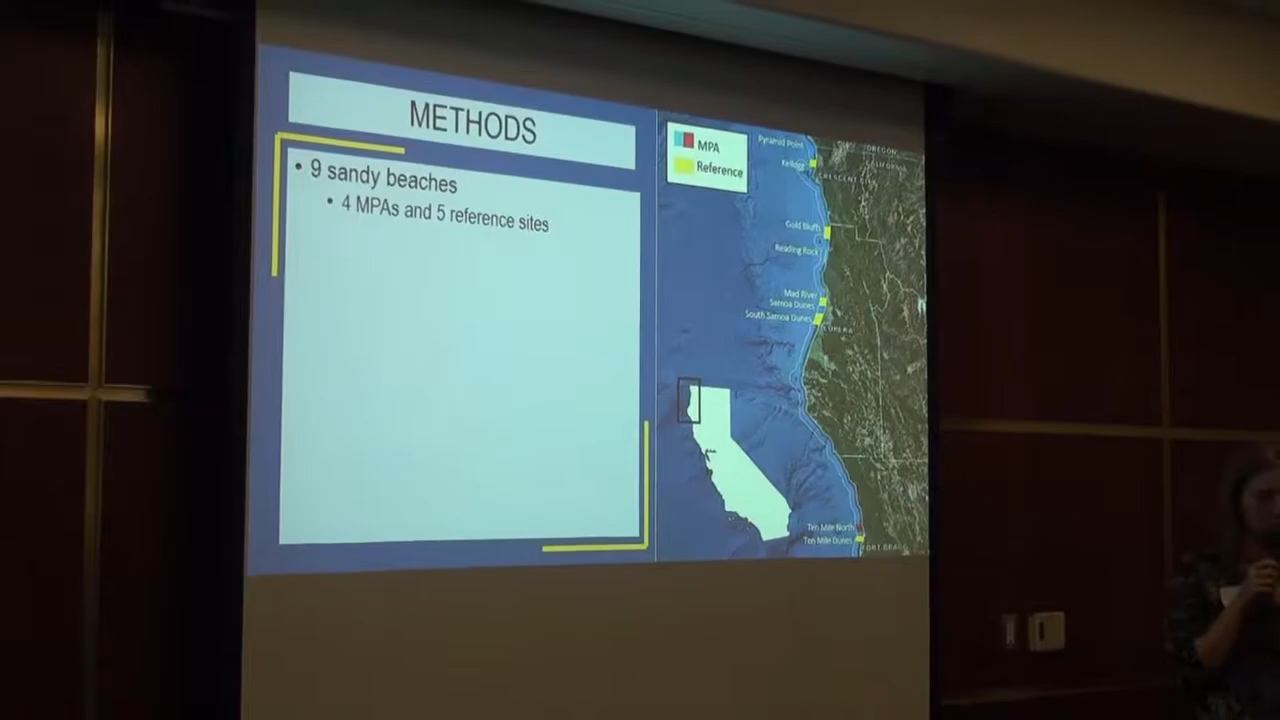 METHODS
• 9 sandy beaches
• 4 MPAs and 5 reference sites
MPA
Reference
Pyramid Point
Kellogg
CRESCENT CITY
OREGON
CALIFORNIA
Gold Bluffs
Reading Rock
Mad River
Samoa Dunes
South Samoa Dunes
EUREKA
Ten Mile North
Ten Mile Dunes
FORT BRAGG